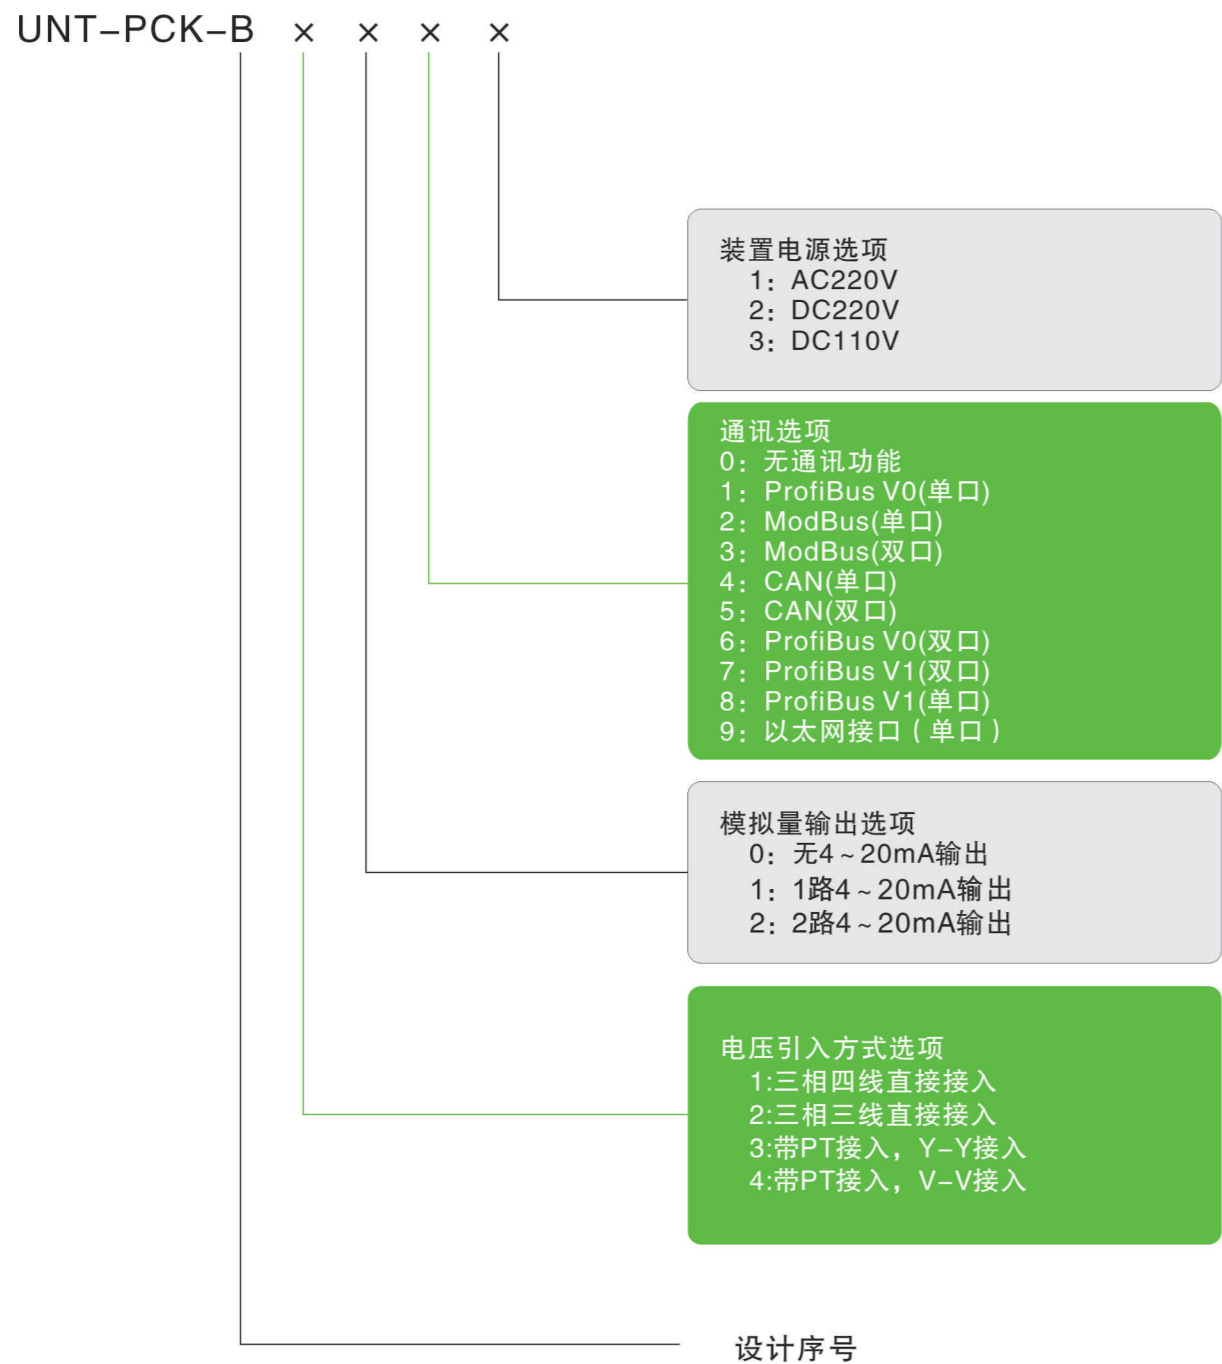 UNT–PCK–B × × × ×
装置电源选项
1：AC220V
2：DC220V
3：DC110V
通讯选项
0：无通讯功能
1：ProfiBus V0(单口)
2：ModBus(单口)
3：ModBus(双口)
4：CAN(单口)
5：CAN(双口)
6：ProfiBus V0(双口)
7：ProfiBus V1(双口)
8：ProfiBus V1(单口)
9：以太网接口（单口）
模拟量输出选项
0：无4~20mA输出
1：1路4~20mA输出
2：2路4~20mA输出
电压引入方式选项
1:三相四线直接接入
2:三相三线直接接入
3:带PT接入，Y–Y接入
4:带PT接入，V–V接入
设计序号